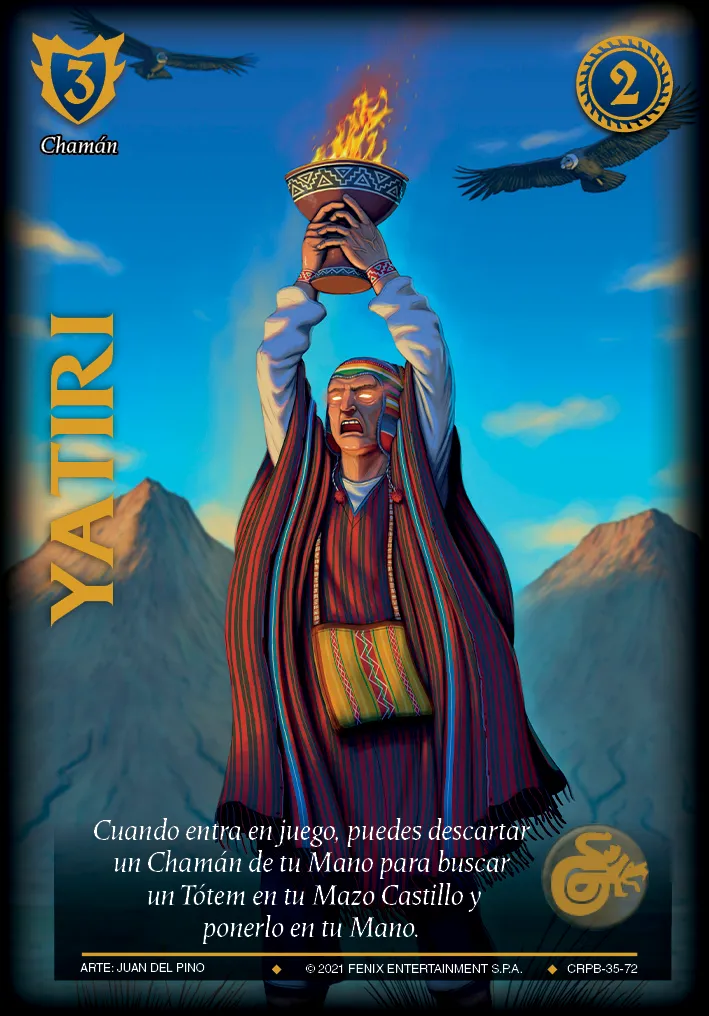 3
2
Chamán
YATIRI
Cuando entra en juego, puedes descartar
un Chamán de tu Mano para buscar
un Tótem en tu Mazo Castillo y
ponerlo en tu Mano.
ARTE: JUAN DEL PINO ◆ © 2021 FENIX ENTERTAINMENT S.P.A. ◆ CRPB-35-72